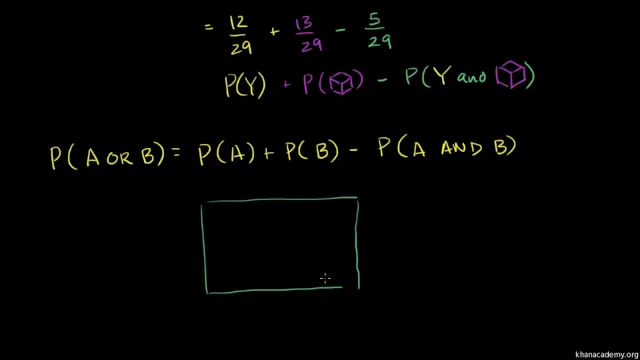 = 12/29 + 13/29 - 5/29
P(Y) + P( ) - P(Y and )
P(A OR B) = P(A) + P(B) - P(A AND B)
khanacademy.org